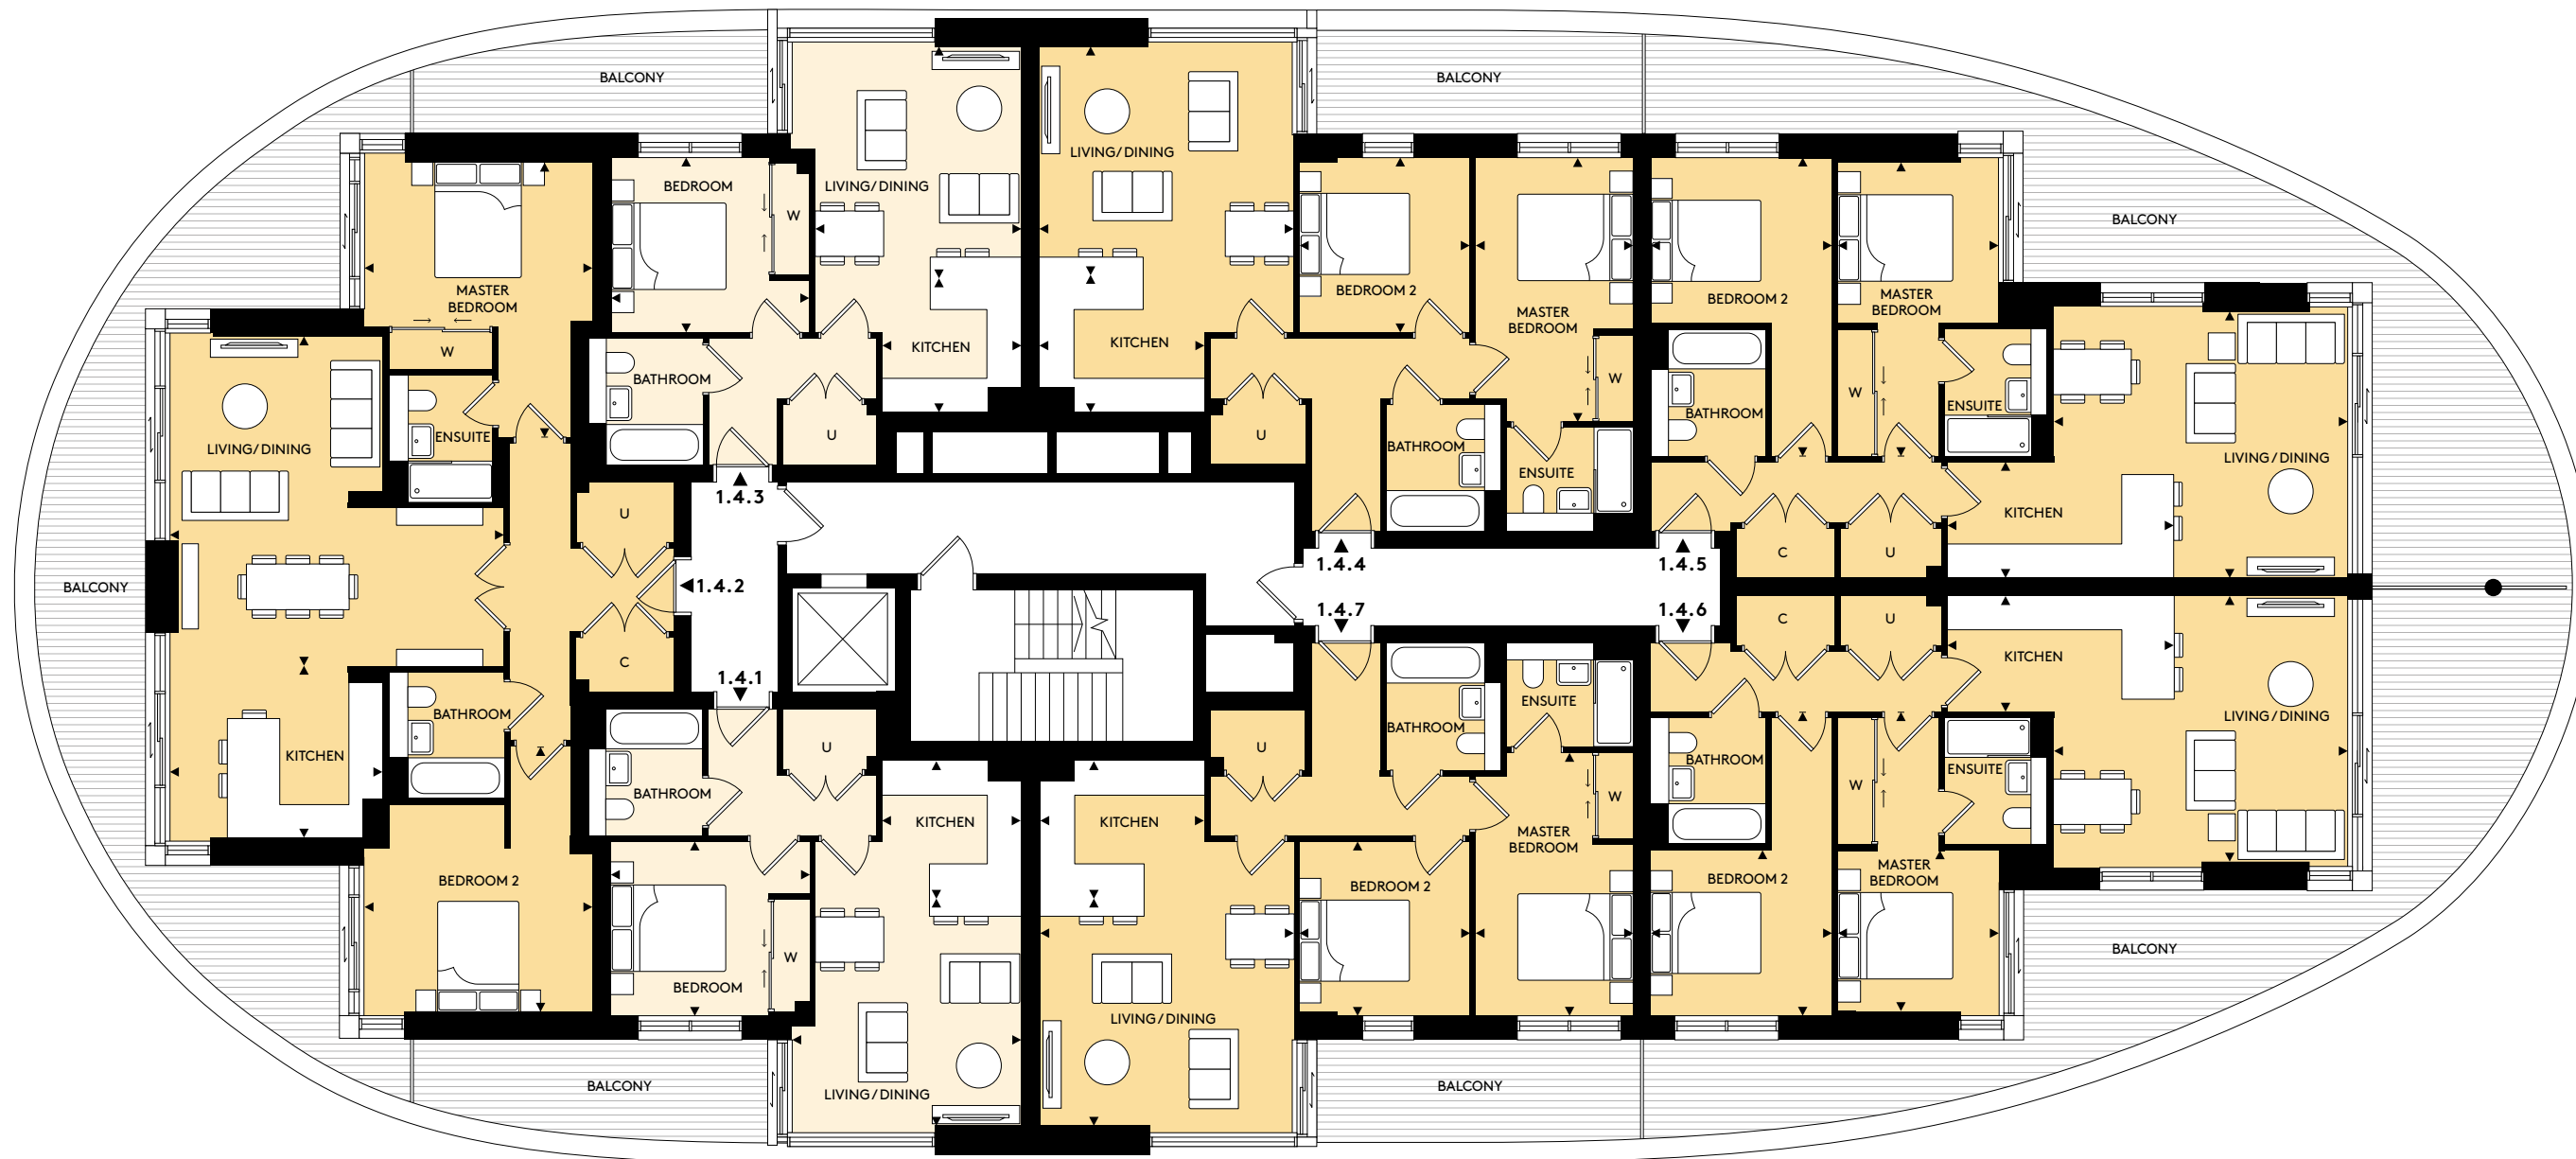 BALCONY
BALCONY
LIVING/DINING
BEDROOM
LIVING/DINING
W
BALCONY
MASTER
BEDROOM
BEDROOM 2
BEDROOM 2
MASTER
BEDROOM
MASTER
BEDROOM
KITCHEN
KITCHEN
W
BATHROOM
W
W
ENSUITE
BATHROOM
U
U
ENSUITE
BATHROOM
LIVING/DINING
LIVING/DINING
ENSUITE
1.4.3
U
KITCHEN
C
U
1.4.4
1.4.5
BALCONY
1.4.2
1.4.7
1.4.6
C
U
C
1.4.1
KITCHEN
ENSUITE
BATHROOM
LIVING/DINING
BATHROOM
U
U
KITCHEN
BATHROOM
ENSUITE
BATHROOM
W
W
KITCHEN
KITCHEN
MASTER
BEDROOM
BEDROOM 2
BEDROOM 2
BEDROOM 2
MASTER
BEDROOM
BALCONY
W
BEDROOM
LIVING/DINING
BALCONY
BALCONY
LIVING/DINING